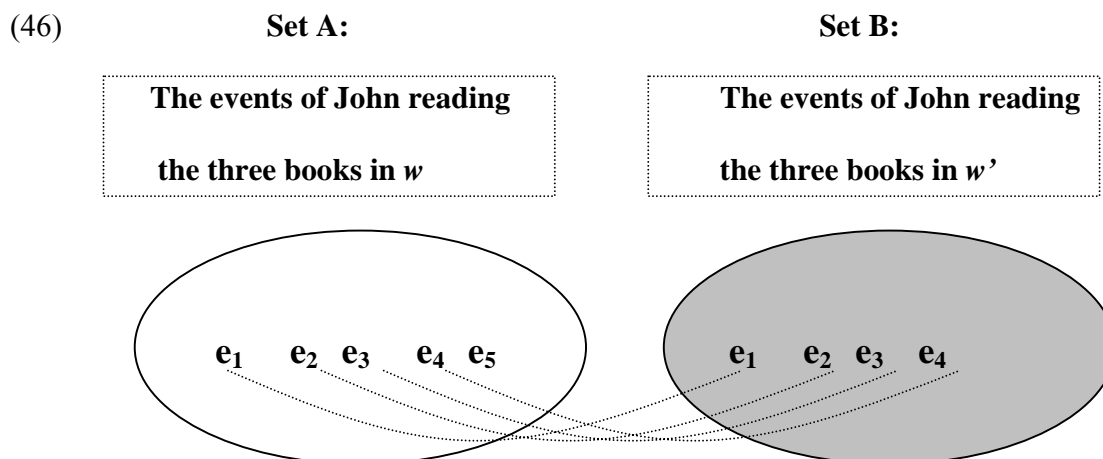 (46) Set A: Set B:
The events of John reading The events of John reading
the three books in w the three books in w’
e₁ e₂ e₃ e₄ e₅ e₁ e₂ e₃ e₄